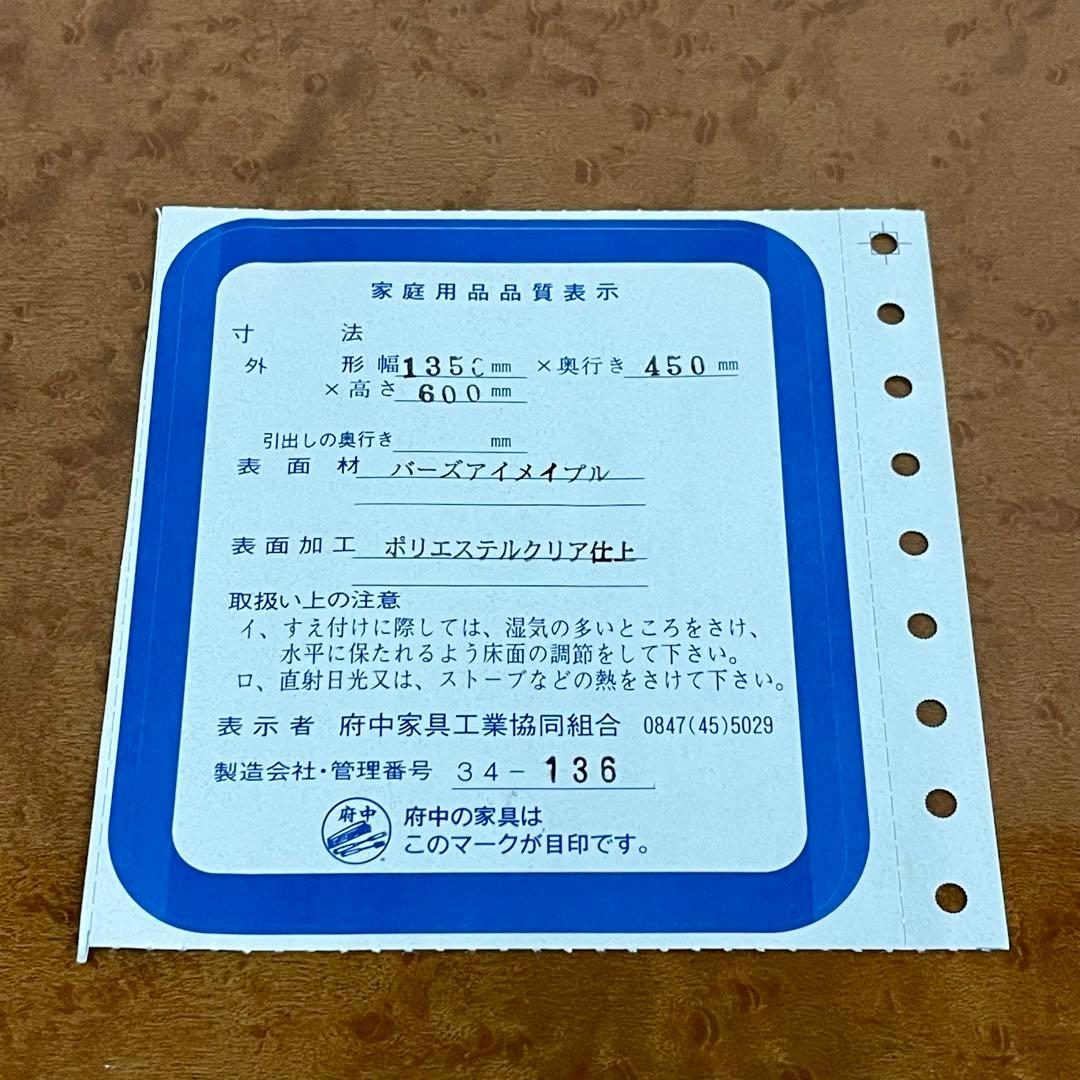 家庭用品品質表示
寸法
外形 幅1350mm ×奥行き 450mm
×高さ 600mm
引出しの奥行き mm
表面材 バーズアイメイプル
表面加工 ポリエステルクリア仕上
取扱い上の注意
イ、すえ付けに際しては、湿気の多いところをさけ、
水平に保たれるよう床面の調節をして下さい。
ロ、直射日光又は、ストーブなどの熱をさけて下さい。
表示者 府中家具工業協同組合 0847(45)5029
製造会社・管理番号 34-136
府中
府中の家具は
このマークが目印です。